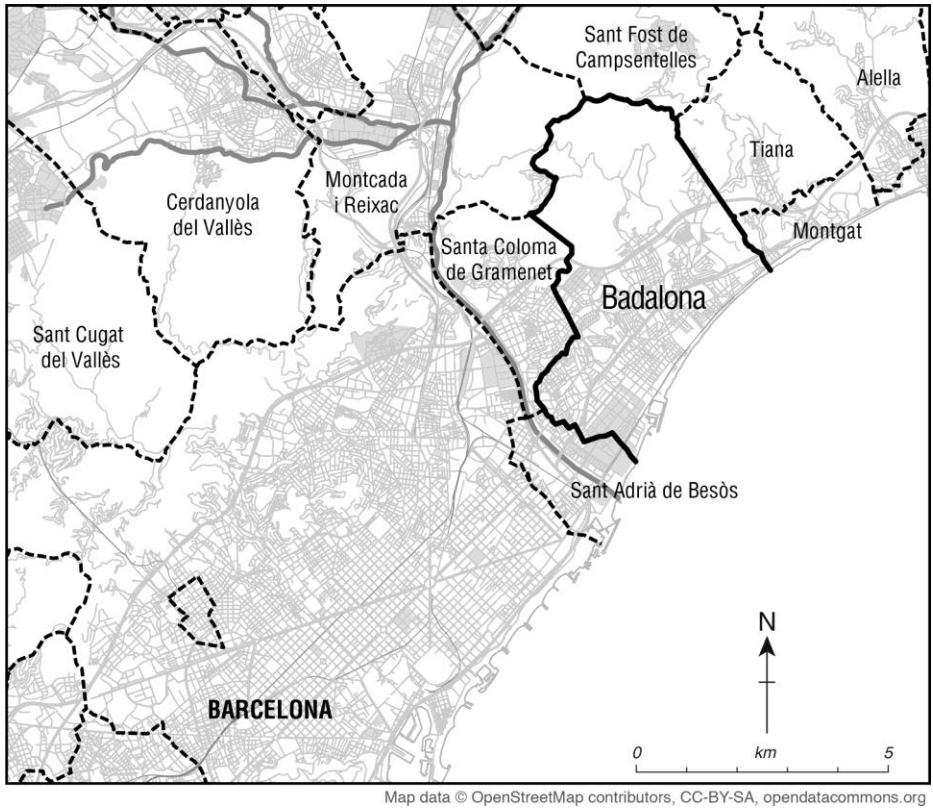 Sant Fost de
Campsentelles
Alella
Tiana
Montcada
i Reixac
Cerdanyola
del Vallès
Montgat
Santa Coloma
de Gramenet
Badalona
Sant Cugat
del Vallès
Sant Adrià de Besòs
N
BARCELONA
0 km 5
Map data © OpenStreetMap contributors, CC-BY-SA, opendatacommons.org